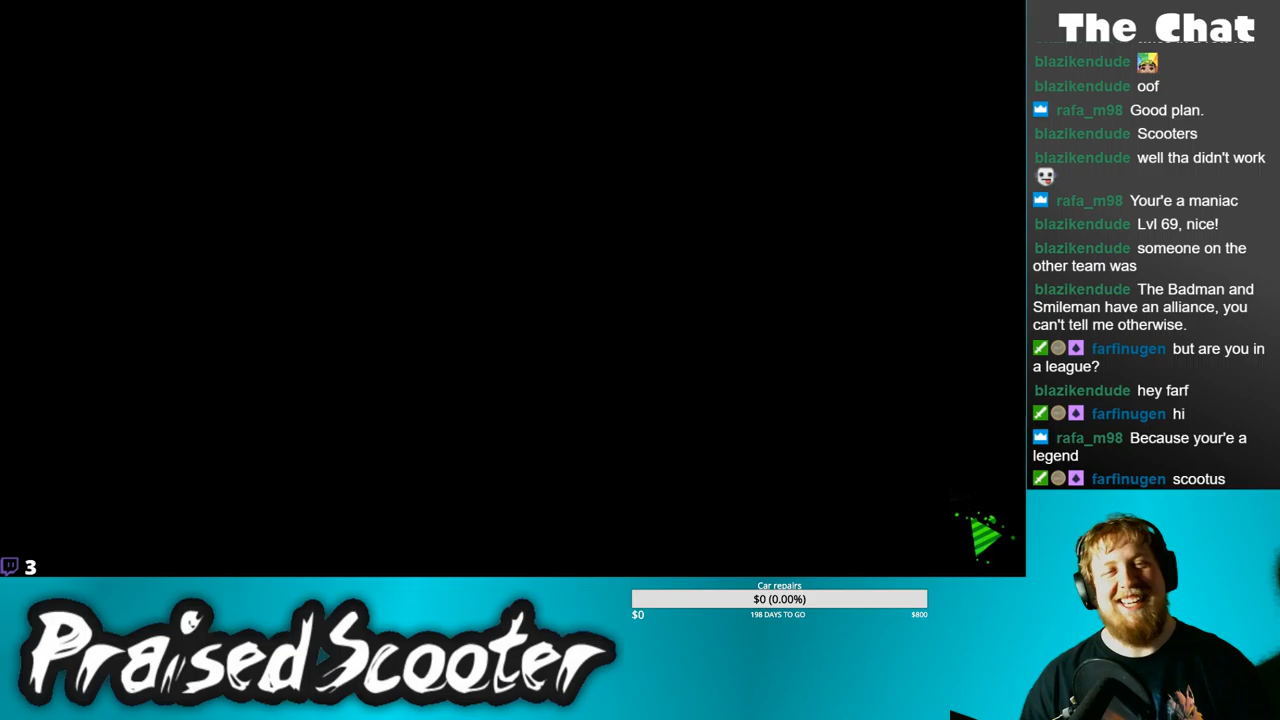 The Chat
blazikendude
blazikendude oof
rafa_m98 Good plan.
blazikendude Scooters
blazikendude well tha didn't work
rafa_m98 Your'e a maniac
blazikendude Lvl 69, nice!
blazikendude someone on the
other team was
blazikendude The Badman and
Smileman have an alliance, you
can't tell me otherwise.
farfinugen but are you in
a league?
blazikendude hey farf
farfinugen hi
rafa_m98 Because your'e a
legend
farfinugen scootus
3
Car repairs
$0 (0.00%)
$0 198 DAYS TO GO $800
PraisedScooter